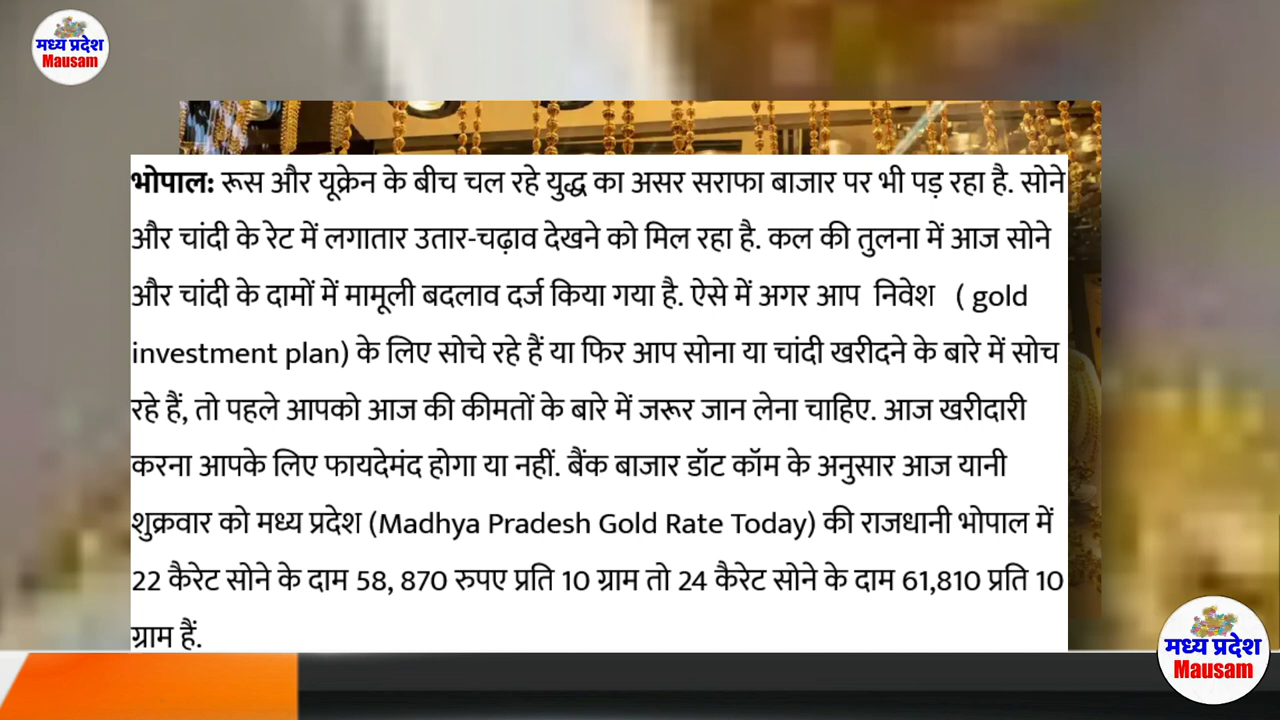 मध्य प्रदेश
Mausam
भोपाल: रूस और यूक्रेन के बीच चल रहे युद्ध का असर सराफा बाजार पर भी पड़ रहा है. सोने
और चांदी के रेट में लगातार उतार-चढ़ाव देखने को मिल रहा है. कल की तुलना में आज सोने
और चांदी के दामों में मामूली बदलाव दर्ज किया गया है. ऐसे में अगर आप निवेश ( gold
investment plan) के लिए सोचे रहे हैं या फिर आप सोना या चांदी खरीदने के बारे में सोच
रहे हैं, तो पहले आपको आज की कीमतों के बारे में जरूर जान लेना चाहिए. आज खरीदारी
करना आपके लिए फायदेमंद होगा या नहीं. बैंक बाजार डॉट कॉम के अनुसार आज यानी
शुक्रवार को मध्य प्रदेश (Madhya Pradesh Gold Rate Today) की राजधानी भोपाल में
22 कैरेट सोने के दाम 58, 870 रुपए प्रति 10 ग्राम तो 24 कैरेट सोने के दाम 61,810 प्रति 10
ग्राम हैं.
मध्य प्रदेश
Mausam